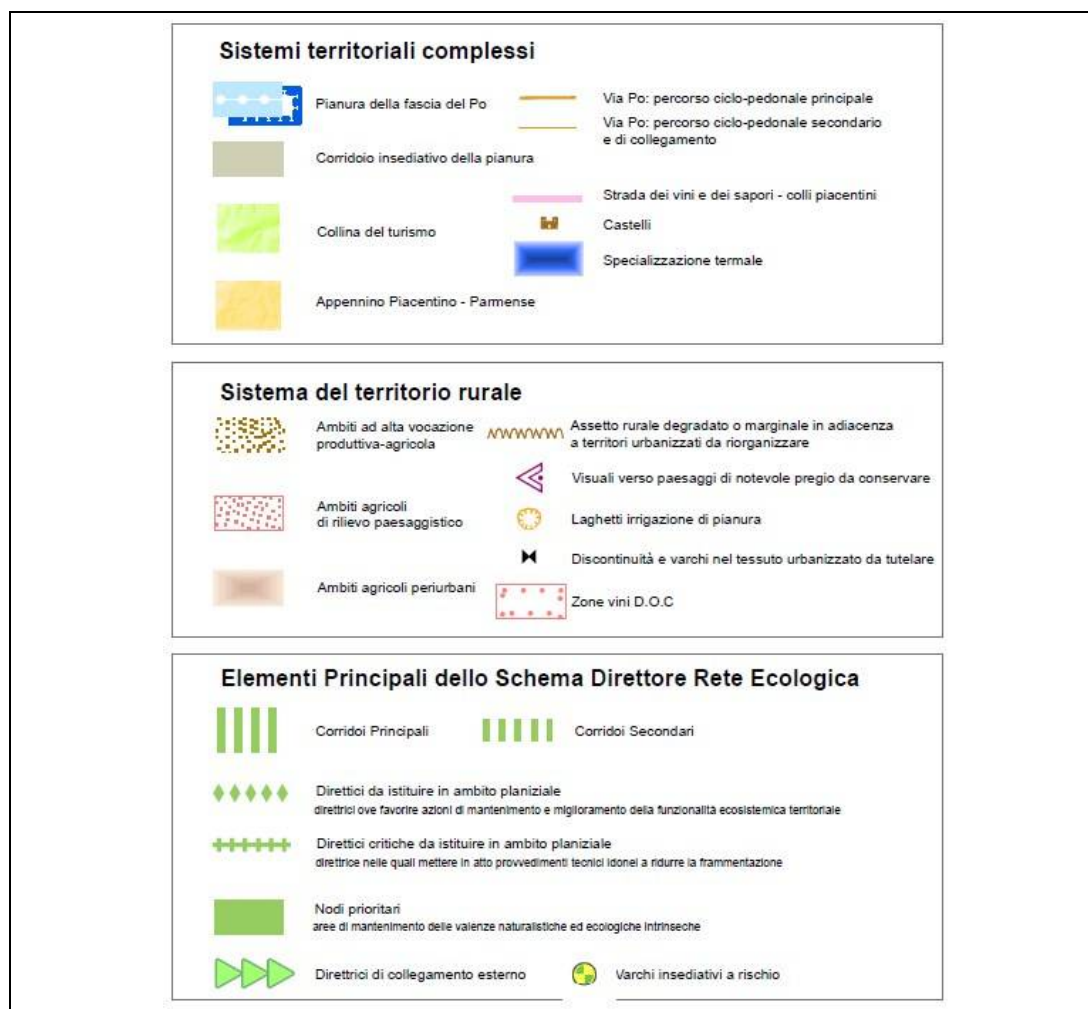 Sistemi territoriali complessi
Pianura della fascia del Po
Corridoio insediativo della pianura
Collina del turismo
Appennino Piacentino - Parmense
Via Po: percorso ciclo-pedonale principale
Via Po: percorso ciclo-pedonale secondario
e di collegamento
Strada dei vini e dei sapori - colli piacentini
Castelli
Specializzazione termale
Sistema del territorio rurale
Ambiti ad alta vocazione
produttiva-agricola
Ambiti agricoli
di rilievo paesaggistico
Ambiti agricoli periurbani
Assetto rurale degradato o marginale in adiacenza
a territori urbanizzati da riorganizzare
Visuali verso paesaggi di notevole pregio da conservare
Laghetti irrigazione di pianura
Discontinuità e varchi nel tessuto urbanizzato da tutelare
Zone vini D.O.C
Elementi Principali dello Schema Direttore Rete Ecologica
Corridoi Principali
Corridoi Secondari
Direttici da istituire in ambito planiziale
direttrici ove favorire azioni di mantenimento e miglioramento della funzionalità ecosistemica territoriale
Direttici critiche da istituire in ambito planiziale
direttrice nelle quali mettere in atto provvedimenti tecnici idonei a ridurre la frammentazione
Nodi prioritari
aree di mantenimento delle valenze naturalistiche ed ecologiche intrinseche
Direttrici di collegamento esterno
Varchi insediativi a rischio